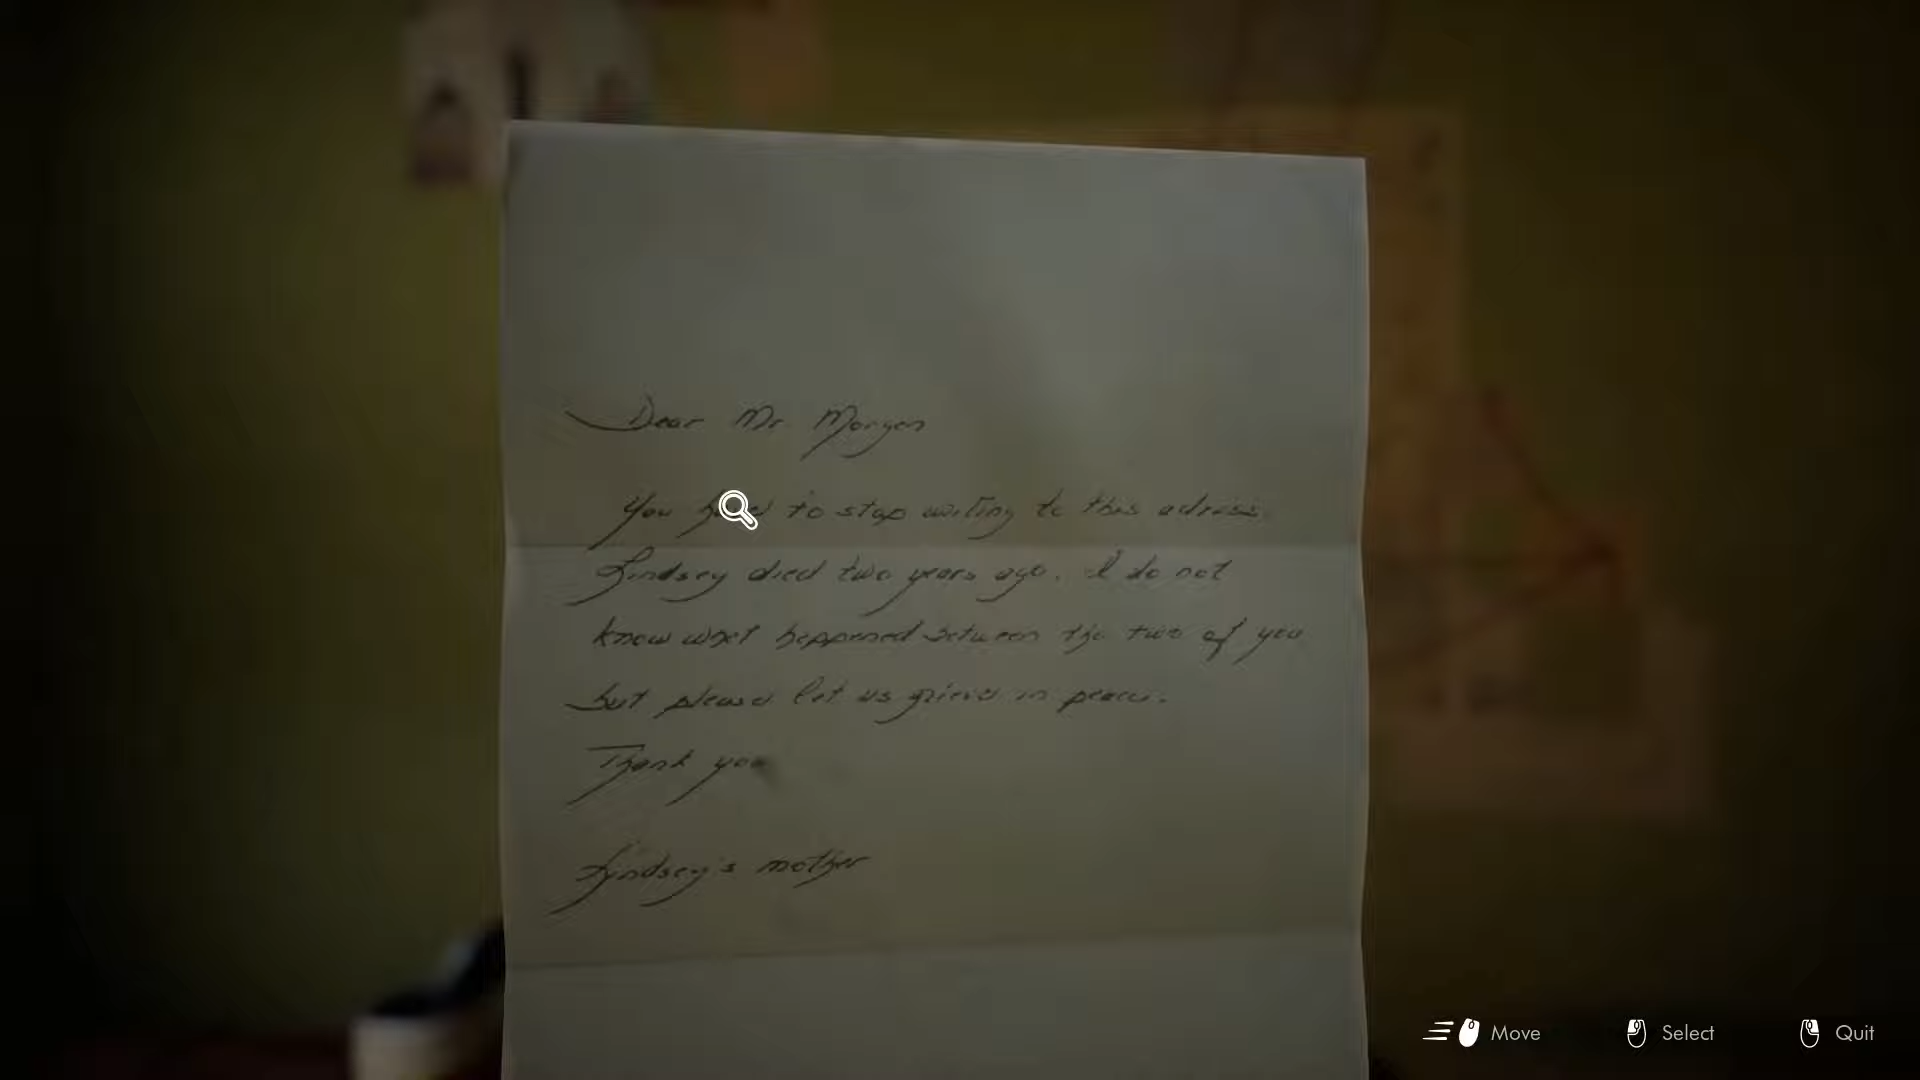 Dear Mr. Morgan
You have to stop writing to this adress.
Lindsey died two years ago. I do not
know what happened between the two of you
but please let us grieve in peace.
Thank you
Lindsey's mother
Move Select Quit